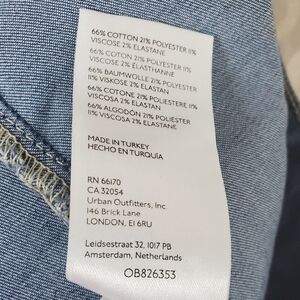 66% COTTON 21% POLYESTER 11%
VISCOSE 2% ELASTANE
66% COTON 21% POLYESTER 11%
VISCOSE 2% ELASTHANNE
66% BAUMWOLLE 21% POLYESTER
11% VISKOSE 2% ELASTAN
66% COTONE 21% POLIESTERE 11%
VISCOSA 2% ELASTAN
66% ALGODÓN 21% POLIÉSTER
11% VISCOSA 2% ELASTANO
MADE IN TURKEY
HECHO EN TURQUÍA
RN 66170
CA 32054
Urban Outfitters, Inc.
146 Brick Lane
LONDON, E1 6RU
Leidsestraat 32, 1017 PB
Amsterdam, Netherlands
OB826353